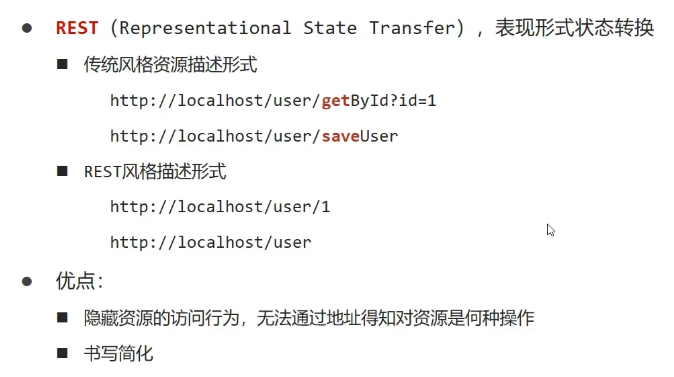 REST（Representational State Transfer），表现形式状态转换
传统风格资源描述形式
http://localhost/user/getById?id=1
http://localhost/user/saveUser
REST风格描述形式
http://localhost/user/1
http://localhost/user
优点：
隐藏资源的访问行为，无法通过地址得知对资源是何种操作
书写简化